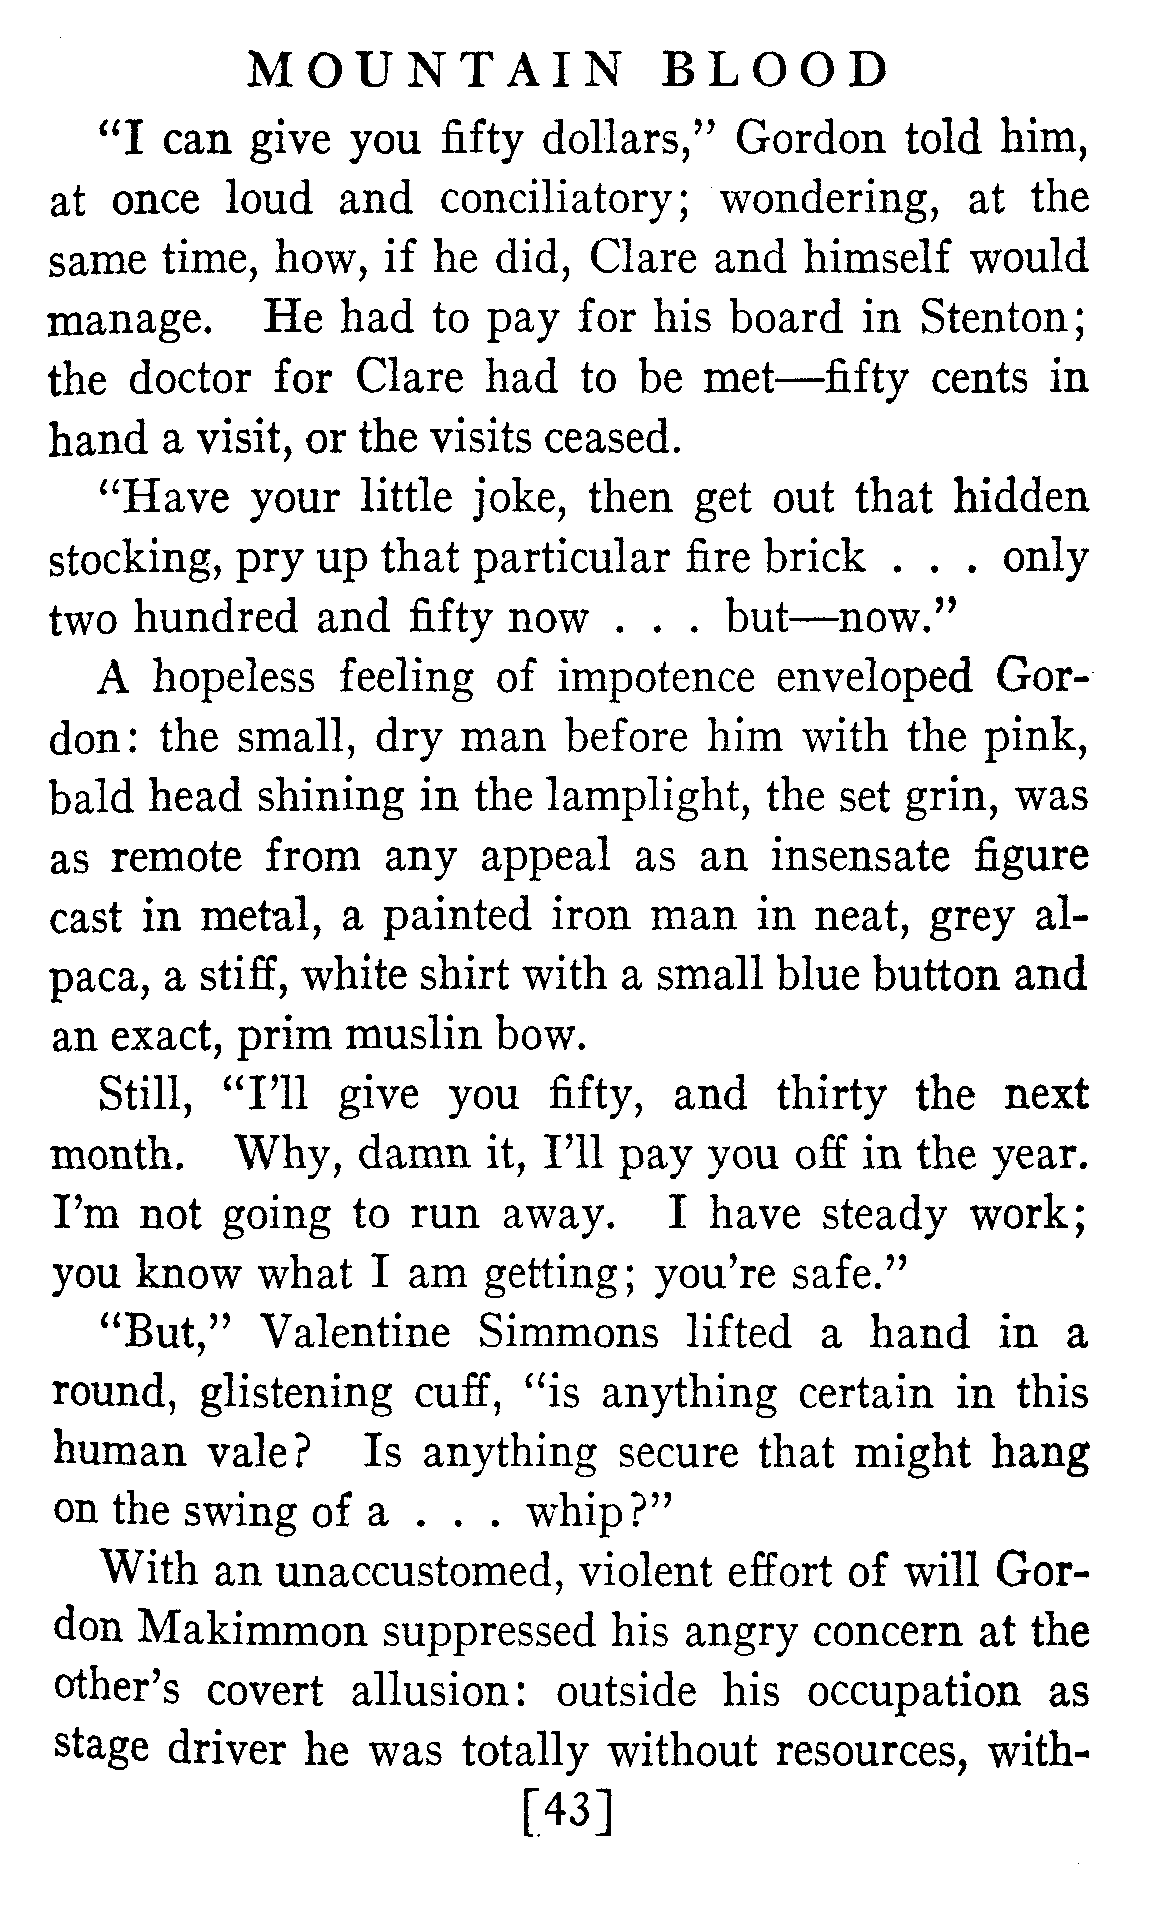 MOUNTAIN BLOOD
“I can give you fifty dollars,” Gordon told him,
at once loud and conciliatory; wondering, at the
same time, how, if he did, Clare and himself would
manage. He had to pay for his board in Stenton;
the doctor for Clare had to be met—fifty cents in
hand a visit, or the visits ceased.
“Have your little joke, then get out that hidden
stocking, pry up that particular fire brick . . . only
two hundred and fifty now . . . but—now.”
A hopeless feeling of impotence enveloped Gor-
don: the small, dry man before him with the pink,
bald head shining in the lamplight, the set grin, was
as remote from any appeal as an insensate figure
cast in metal, a painted iron man in neat, grey al-
paca, a stiff, white shirt with a small blue button and
an exact, prim muslin bow.
Still, “I’ll give you fifty, and thirty the next
month. Why, damn it, I’ll pay you off in the year.
I’m not going to run away. I have steady work;
you know what I am getting; you’re safe.”
“But,” Valentine Simmons lifted a hand in a
round, glistening cuff, “is anything certain in this
human vale? Is anything secure that might hang
on the swing of a . . . whip?”
With an unaccustomed, violent effort of will Gor-
don Makimmon suppressed his angry concern at the
other’s covert allusion: outside his occupation as
stage driver he was totally without resources, with-
[43]